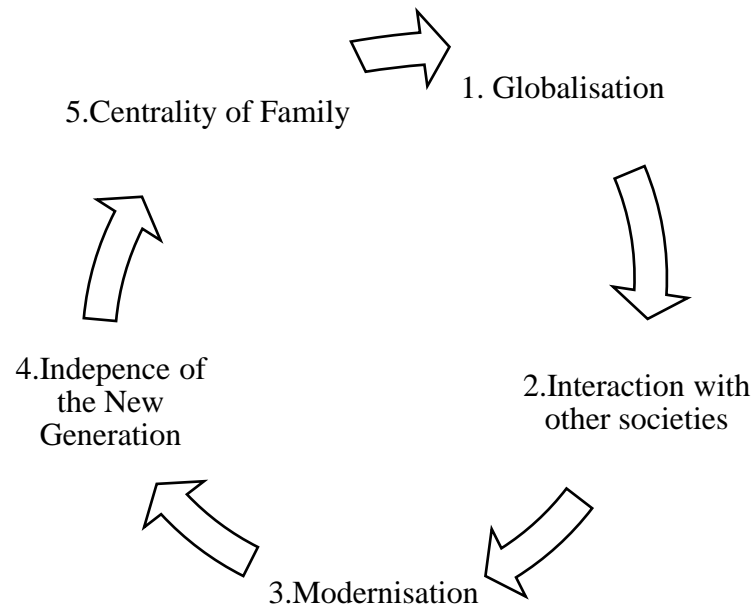 1. Globalisation
2.Interaction with
other societies
3.Modernisation
4.Indepence of
the New
Generation
5.Centrality of Family